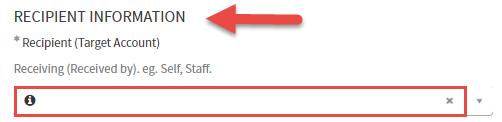 RECIPIENT INFORMATION
* Recipient (Target Account)
Receiving (Received by). eg. Self, Staff.